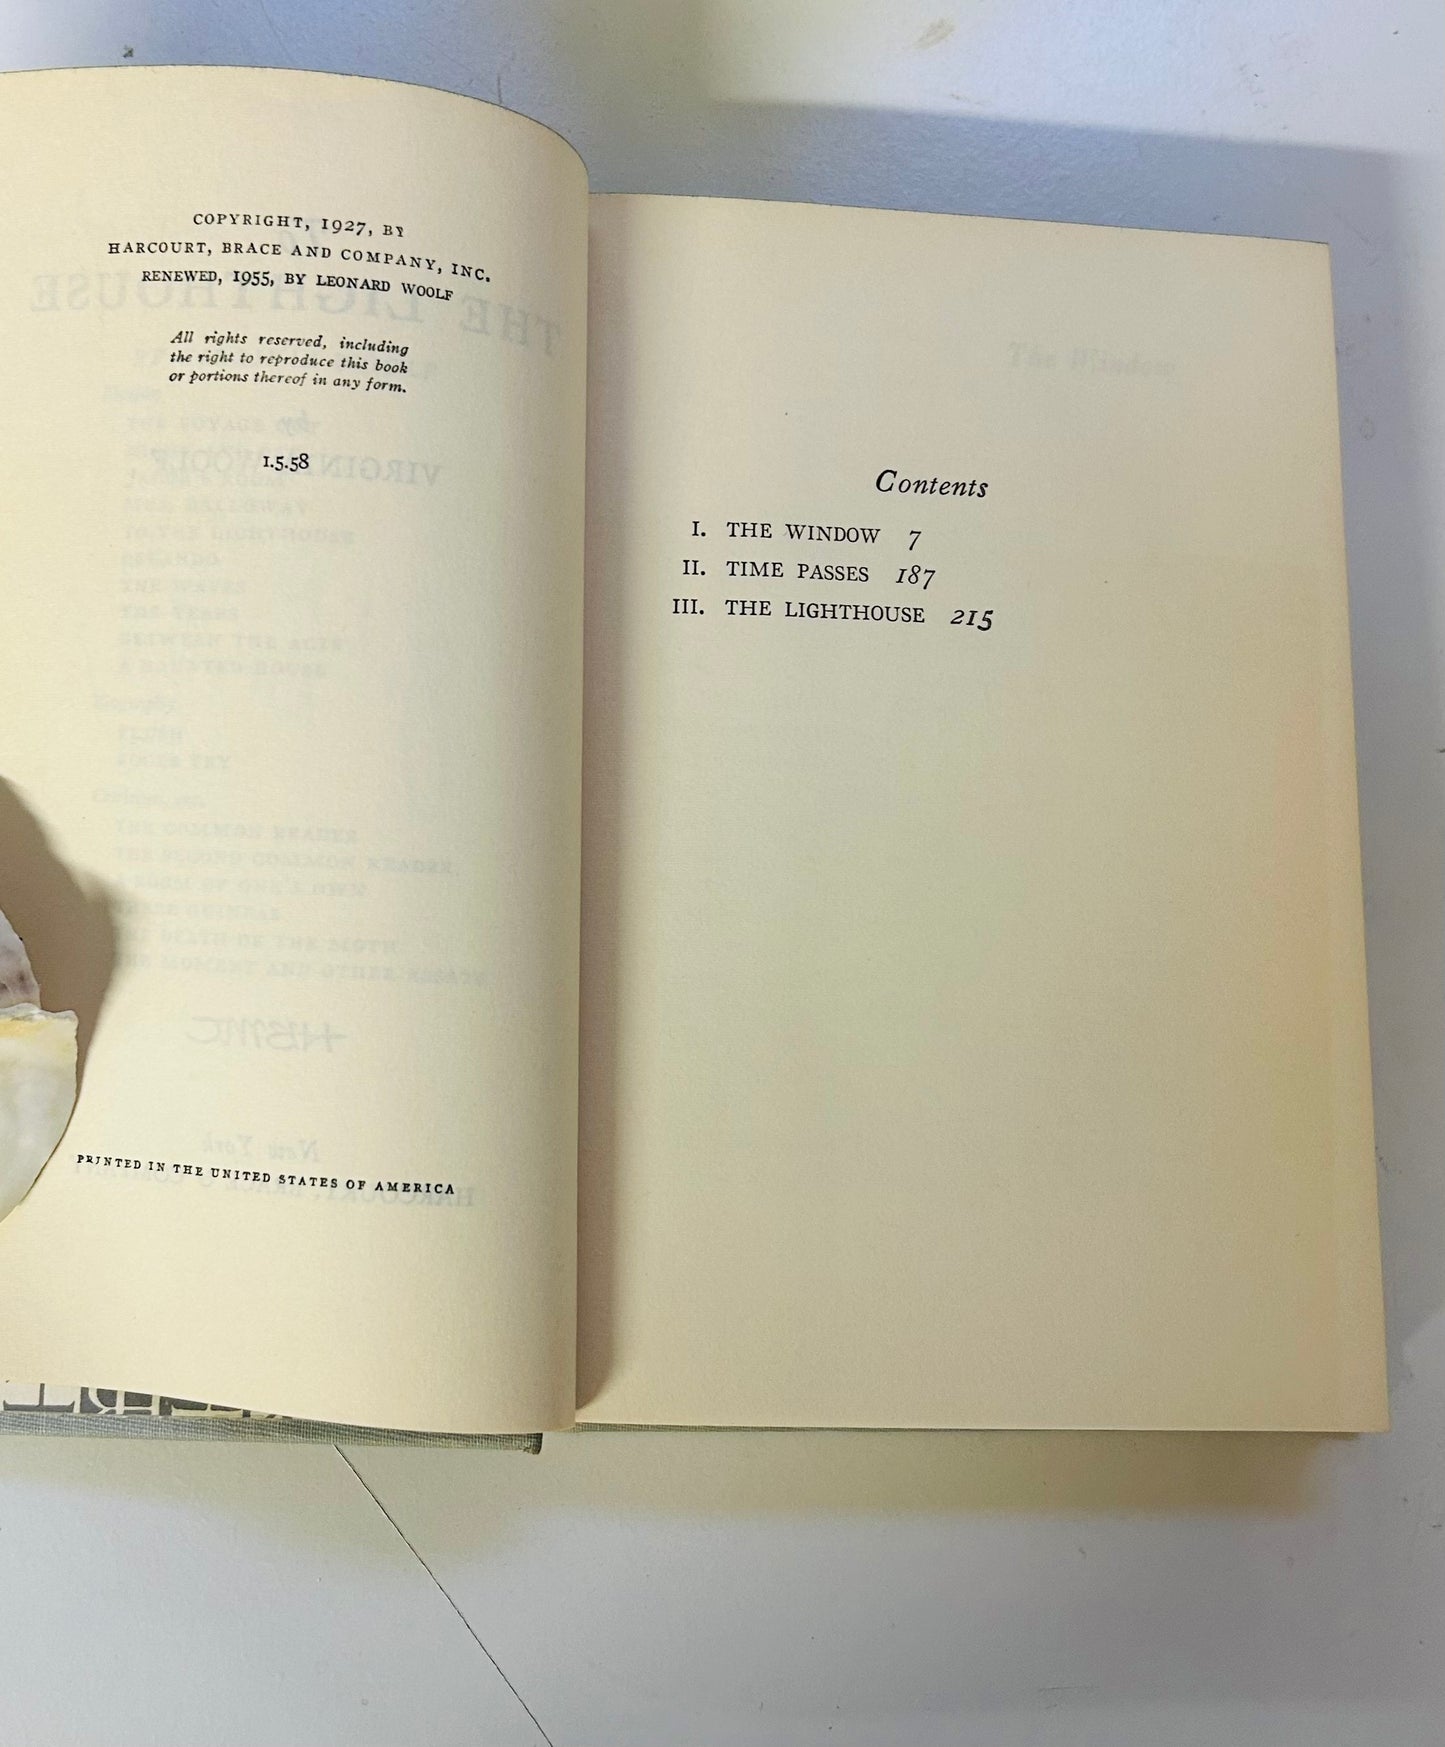 COPYRIGHT, 1927, BY
HARCOURT, BRACE AND COMPANY, INC.
RENEWED, 1955, BY LEONARD WOOLF
All rights reserved, including
the right to reproduce this book
or portions thereof in any form.
1.5.58
PRINTED IN THE UNITED STATES OF AMERICA
Contents
I. THE WINDOW 7
II. TIME PASSES 187
III. THE LIGHTHOUSE 215